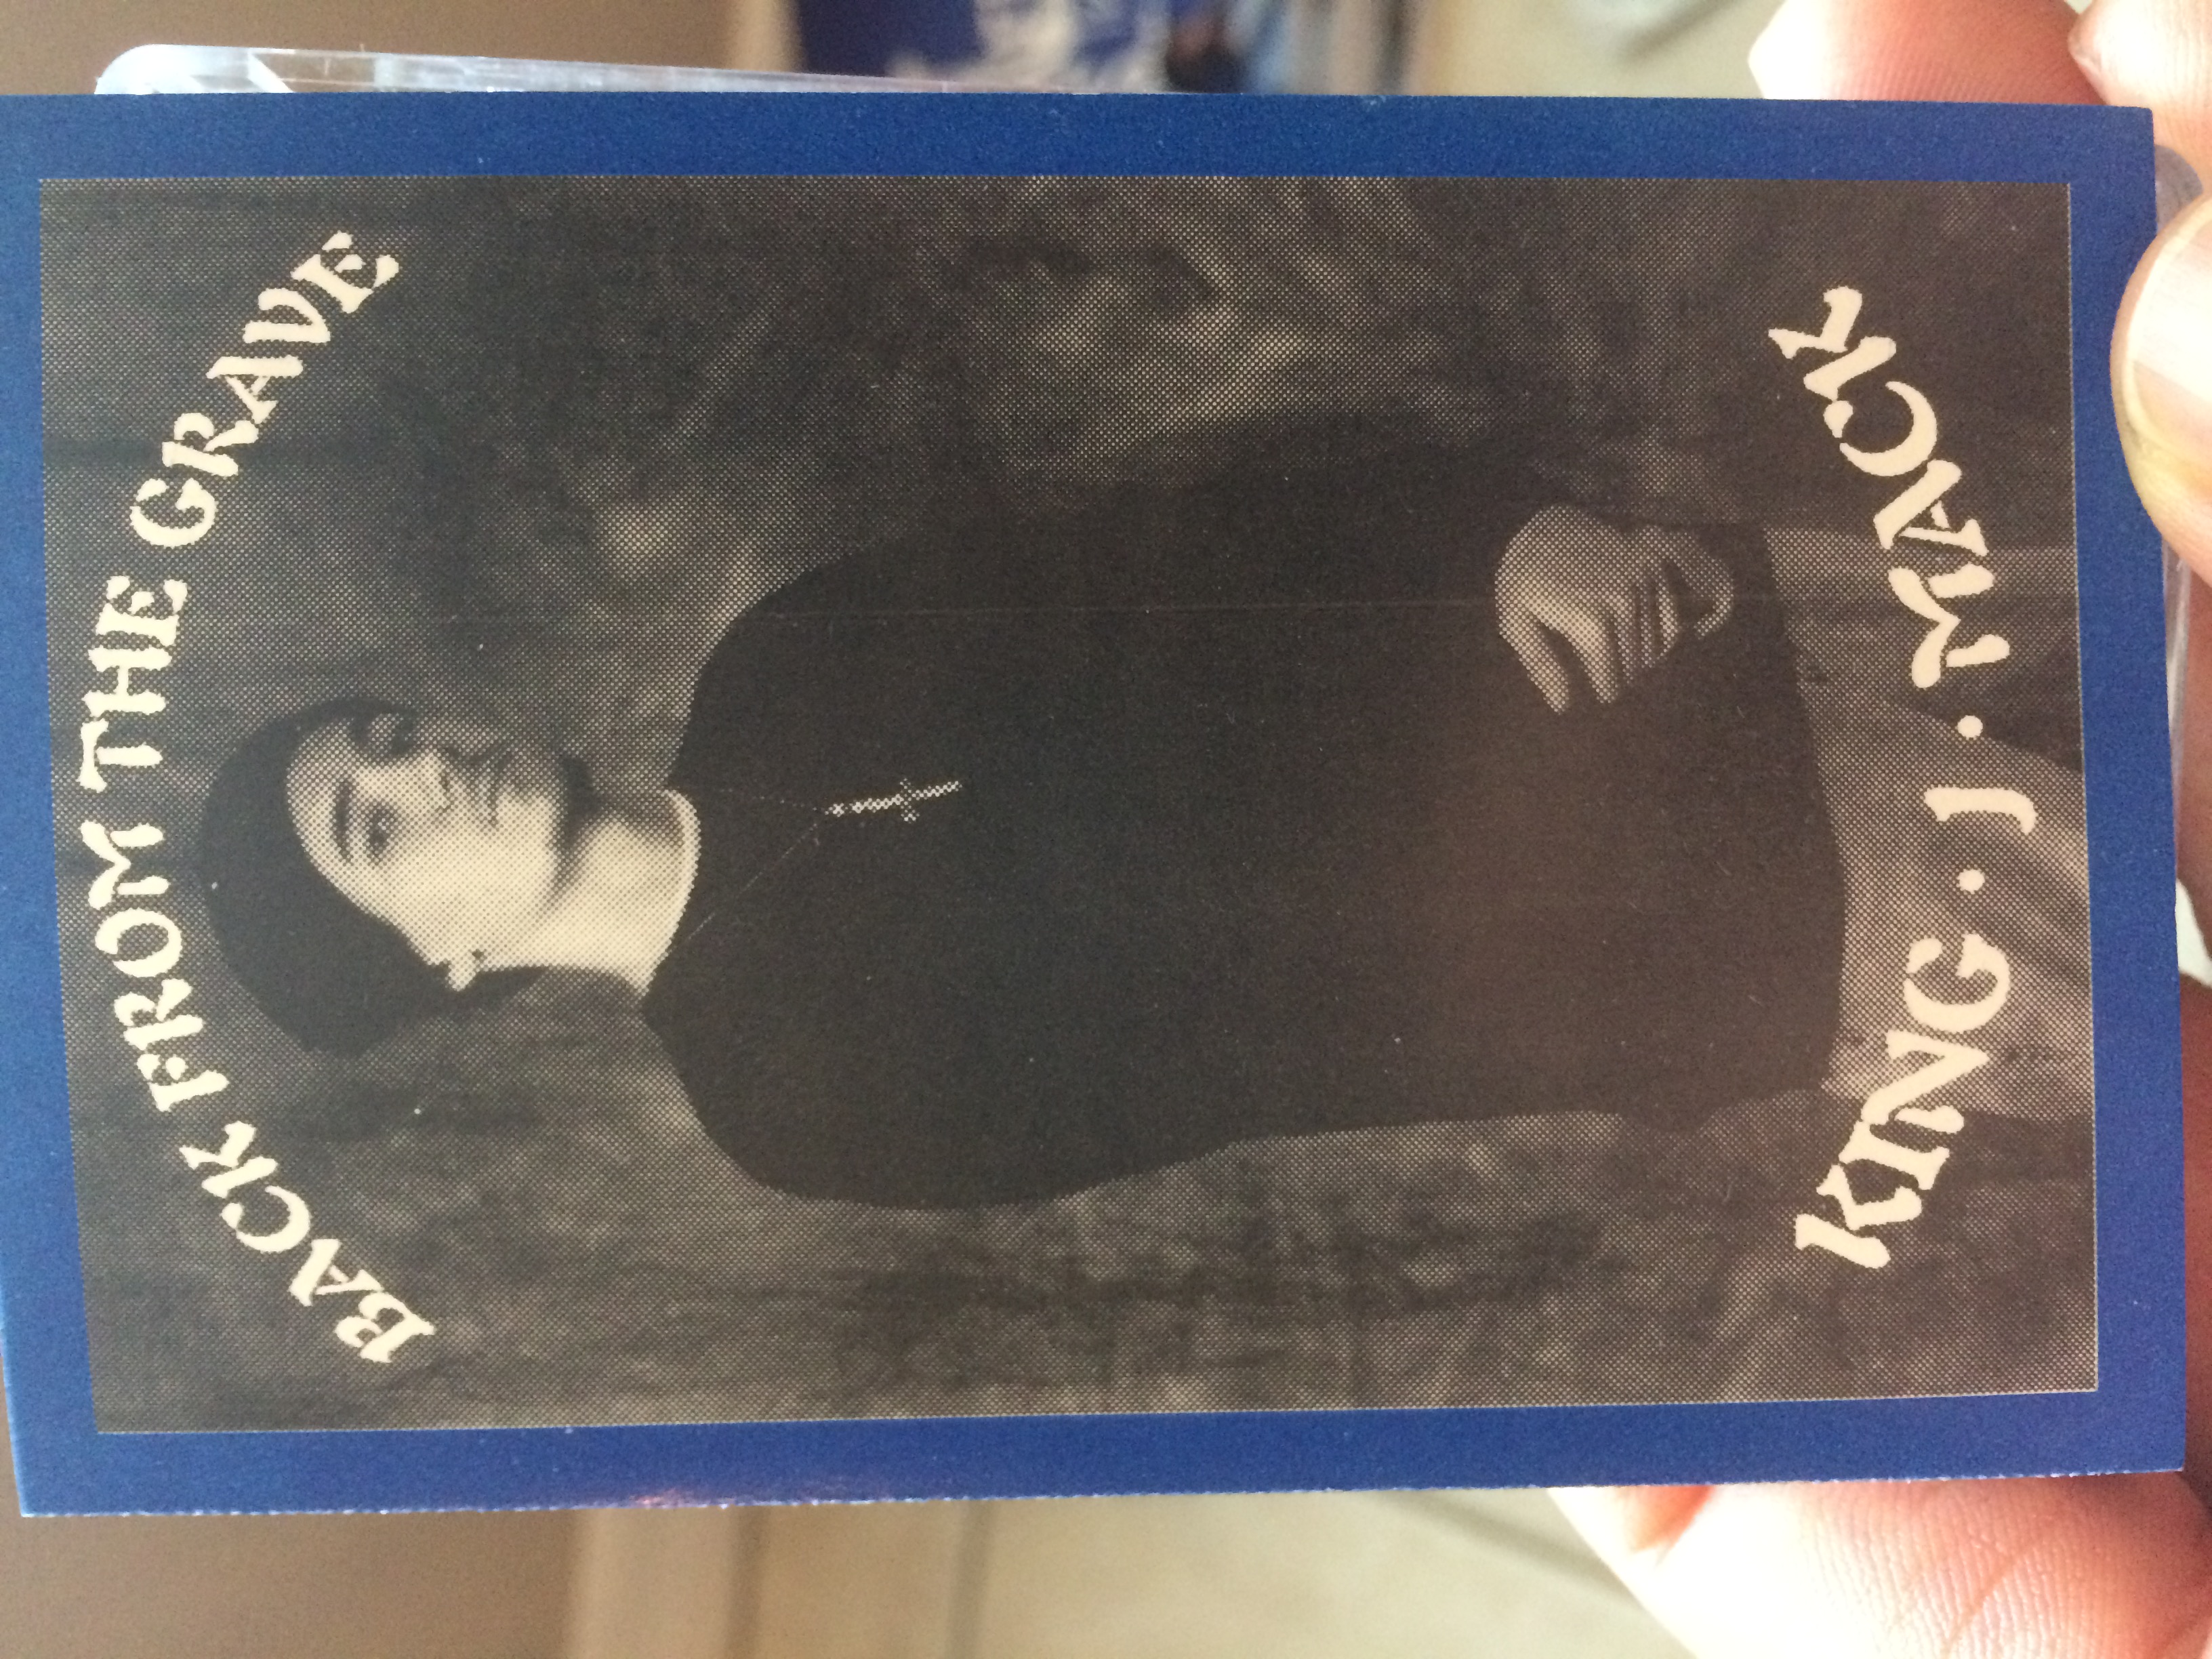 BACK FROM THE GRAVE
KING · J · MACK